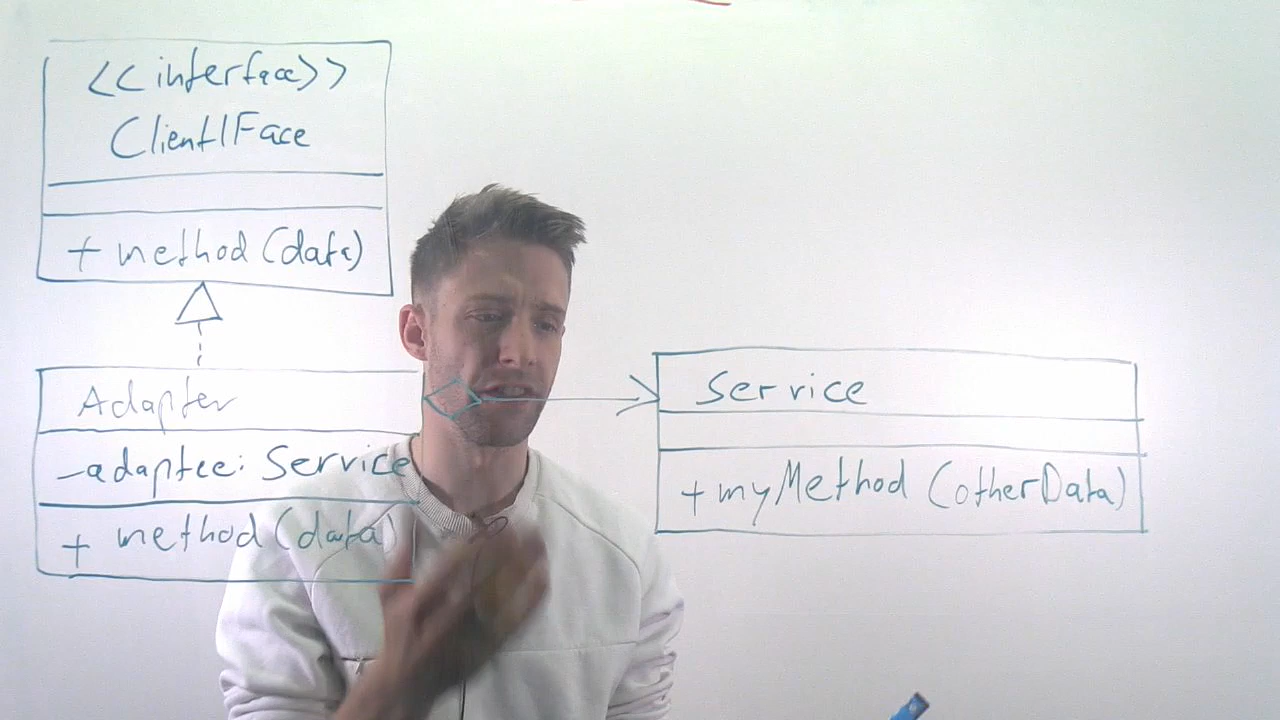 <<interface>>
ClientIFace
+ method (data)
Adapter
-adaptee: Service
+ method (data)
Service
+ myMethod (otherData)